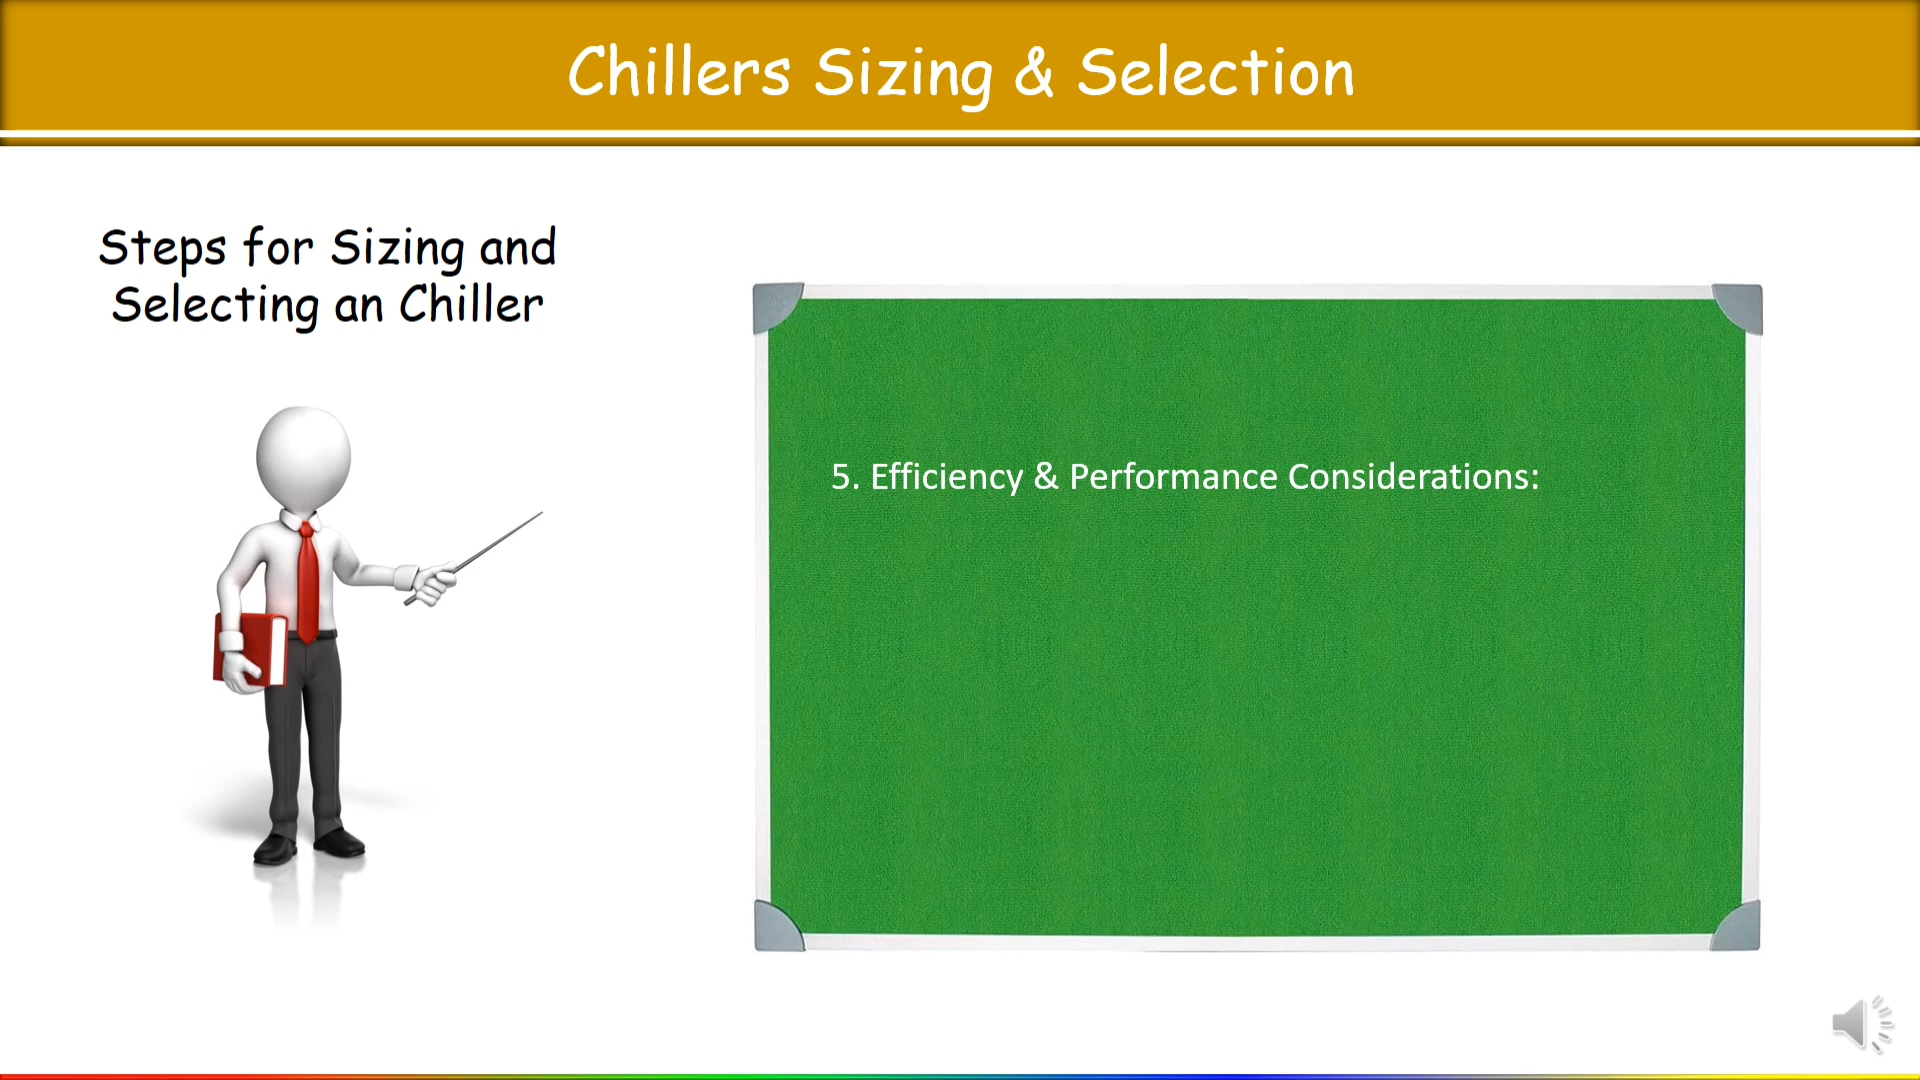 Chillers Sizing & Selection
Steps for Sizing and
Selecting an Chiller
5. Efficiency & Performance Considerations: